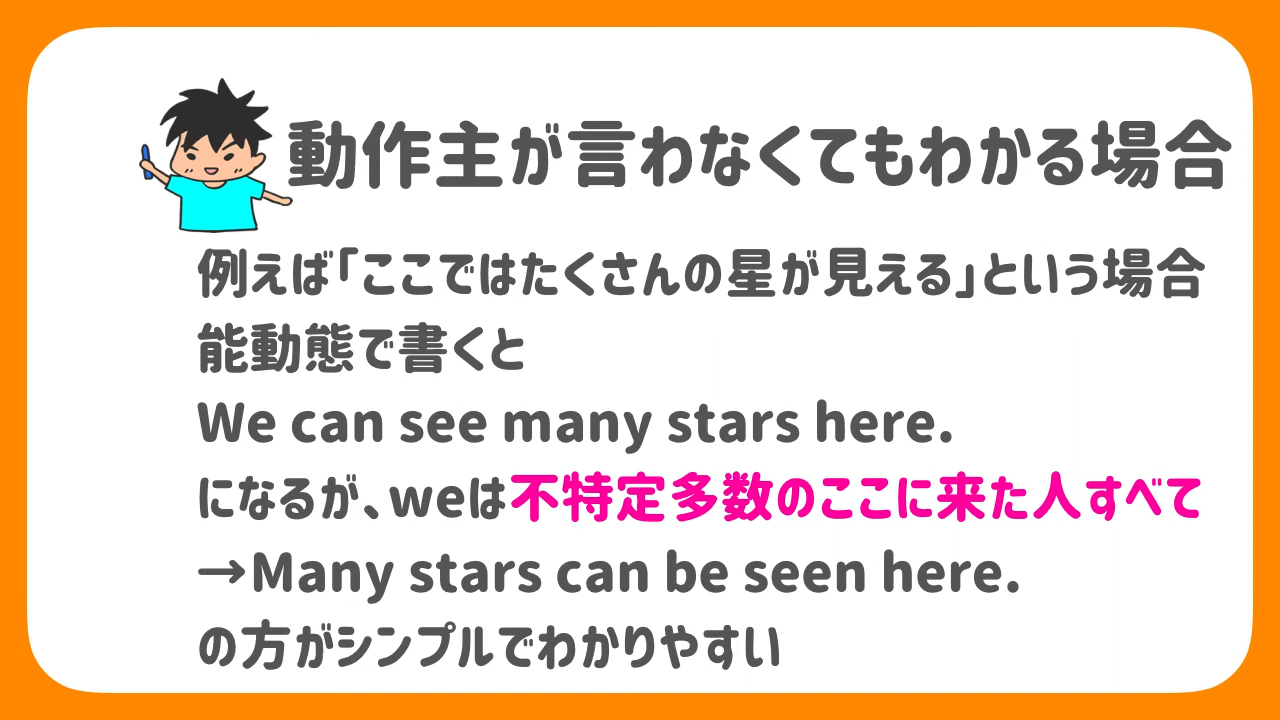 動作主が言わなくてもわかる場合
例えば「ここではたくさんの星が見える」という場合
能動態で書くと
We can see many stars here.
になるが、weは不特定多数のここに来た人すべて
→Many stars can be seen here.
の方がシンプルでわかりやすい